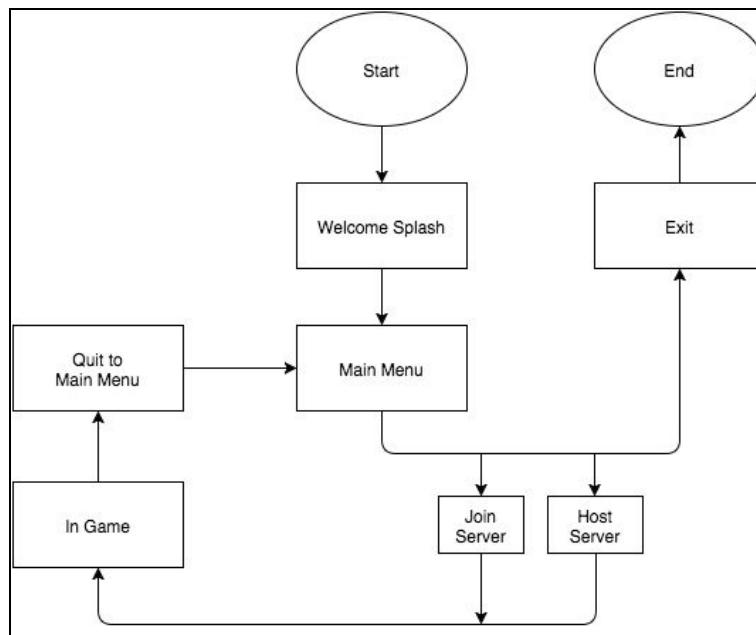 Start
End
Welcome Splash
Exit
Quit to
Main Menu
Main Menu
In Game
Join
Server
Host
Server